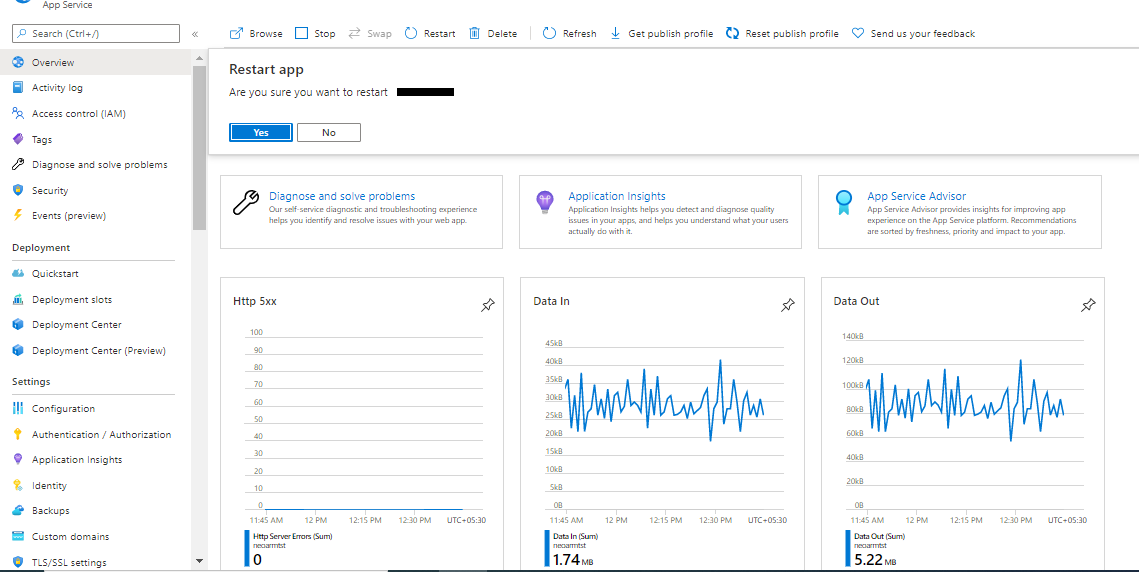 App Service
Search (Ctrl+/)
«
Browse
Stop
Swap
Restart
Delete
Refresh
Get publish profile
Reset publish profile
Send us your feedback
Overview
Activity log
Access control (IAM)
Tags
Diagnose and solve problems
Security
Events (preview)
Deployment
Quickstart
Deployment slots
Deployment Center
Deployment Center (Preview)
Settings
Configuration
Authentication / Authorization
Application Insights
Identity
Backups
Custom domains
TLS/SSL settings
Restart app
Are you sure you want to restart
Yes
No
Diagnose and solve problems
Our self-service diagnostic and troubleshooting experience
helps you identify and resolve issues with your web app.
Application Insights
Application Insights helps you detect and diagnose quality
issues in your apps, and helps you understand what your users
actually do with it.
App Service Advisor
App Service Advisor provides insights for improving app
experience on the App Service platform. Recommendations
are sorted by freshness, priority and impact to your app.
Http 5xx
100
90
80
70
60
50
40
30
20
10
0
11:45 AM 12 PM 12:15 PM 12:30 PM UTC+05:30
Http Server Errors (Sum)
neoarmtst
0
Data In
45kB
40kB
35kB
30kB
25kB
20kB
15kB
10kB
5kB
0B
11:45 AM 12 PM 12:15 PM 12:30 PM UTC+05:30
Data In (Sum)
neoarmtst
1.74 MB
Data Out
140kB
120kB
100kB
80kB
60kB
40kB
20kB
0B
11:45 AM 12 PM 12:15 PM 12:30 PM UTC+05:30
Data Out (Sum)
neoarmtst
5.22 MB